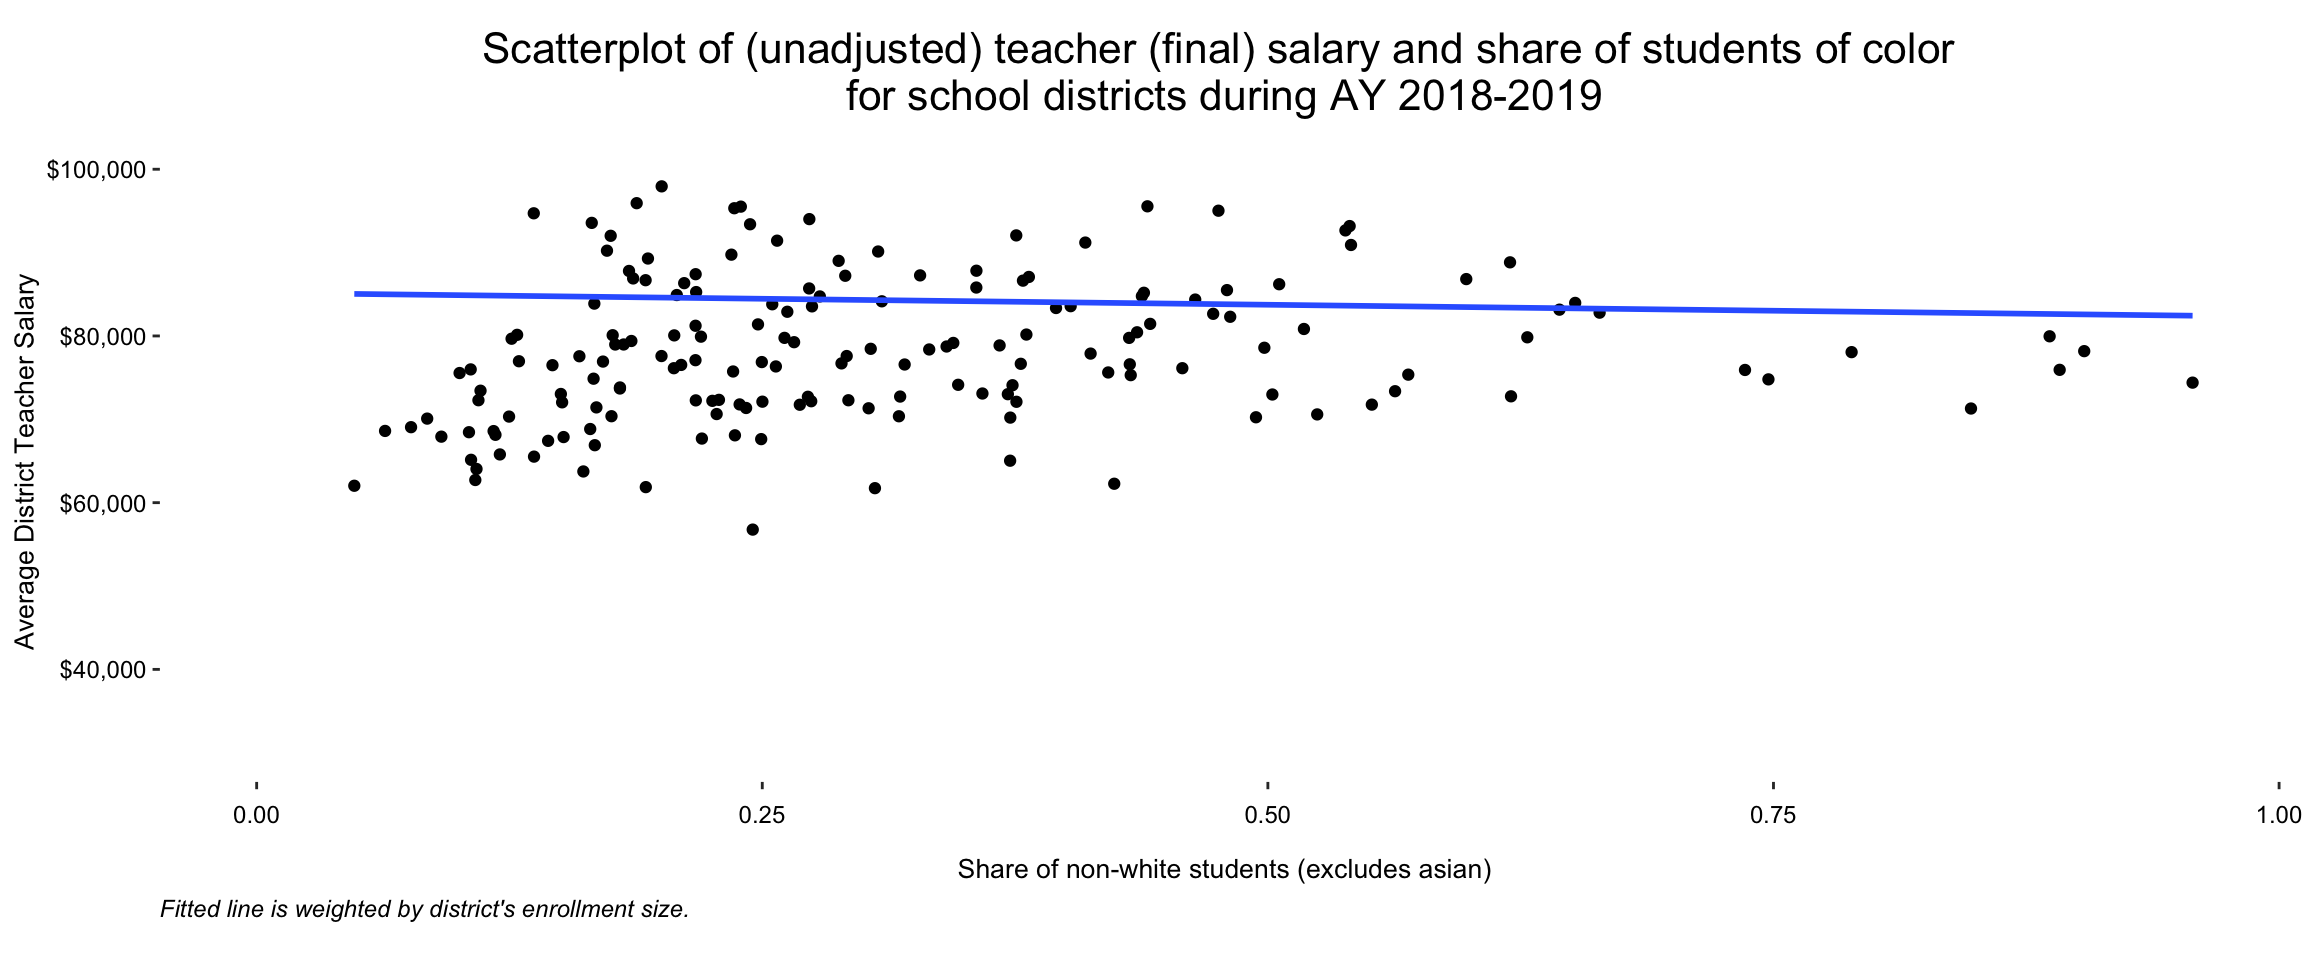 Scatterplot of (unadjusted) teacher (final) salary and share of students of color
for school districts during AY 2018-2019
$100,000
$80,000
$60,000
$40,000
Average District Teacher Salary
0.00 0.25 0.50 0.75 1.00
Share of non-white students (excludes asian)
Fitted line is weighted by district's enrollment size.